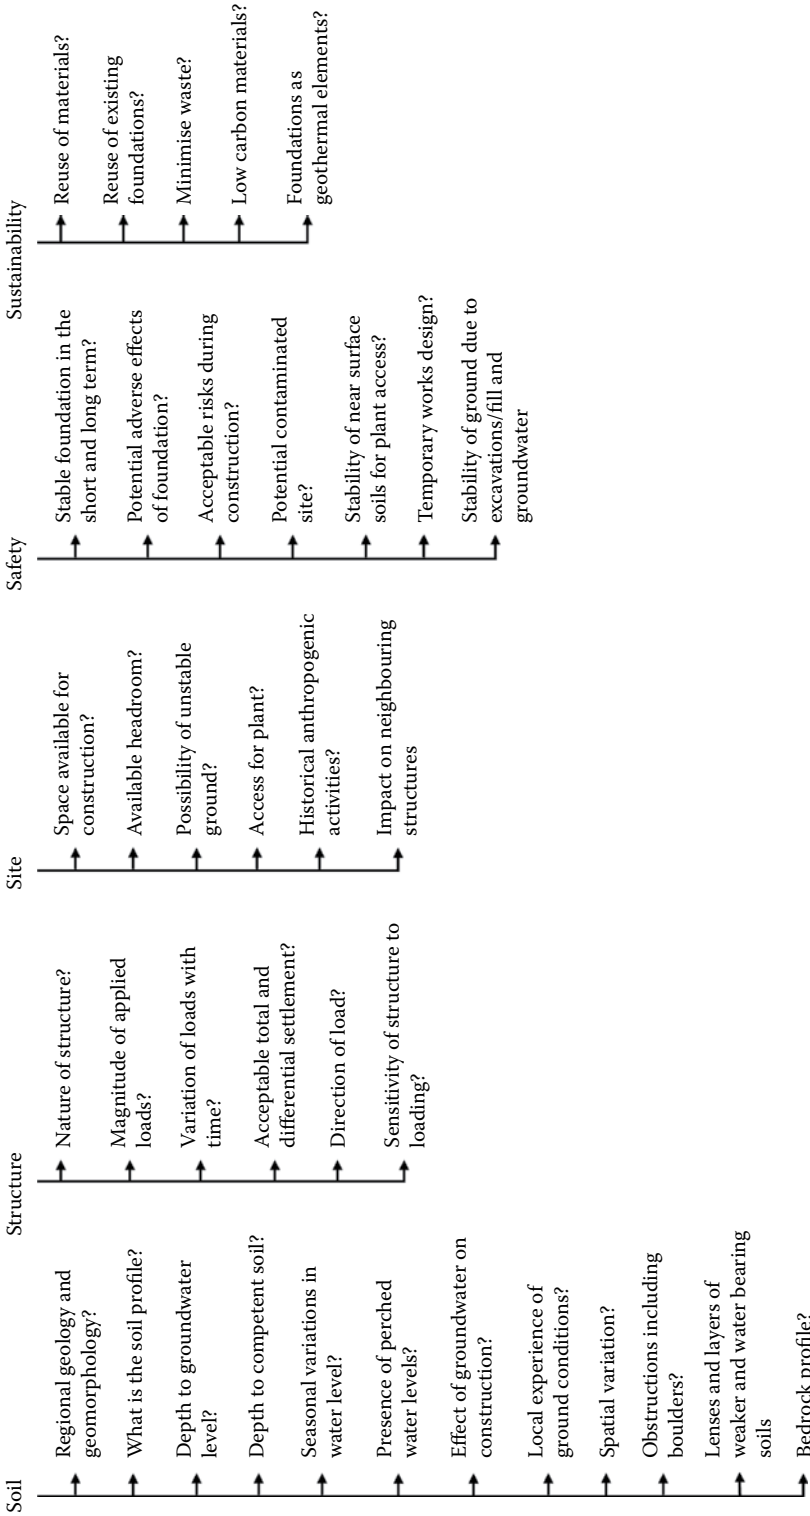 Soil
Regional geology and
geomorphology?
What is the soil profile?
Depth to groundwater
level?
Depth to competent soil?
Seasonal variations in
water level?
Presence of perched
water levels?
Effect of groundwater on
construction?
Local experience of
ground conditions?
Spatial variation?
Obstructions including
boulders?
Lenses and layers of
weaker and water bearing
soils
Bedrock profile?
Structure
Nature of structure?
Magnitude of applied
loads?
Variation of loads with
time?
Acceptable total and
differential settlement?
Direction of load?
Sensitivity of structure to
loading?
Site
Space available for
construction?
Available headroom?
Possibility of unstable
ground?
Access for plant?
Historical anthropogenic
activities?
Impact on neighbouring
structures
Safety
Stable foundation in the
short and long term?
Potential adverse effects
of foundation?
Acceptable risks during
construction?
Potential contaminated
site?
Stability of near surface
soils for plant access?
Temporary works design?
Stability of ground due to
excavations/fill and
groundwater
Sustainability
Reuse of materials?
Reuse of existing
foundations?
Minimise waste?
Low carbon materials?
Foundations as
geothermal elements?